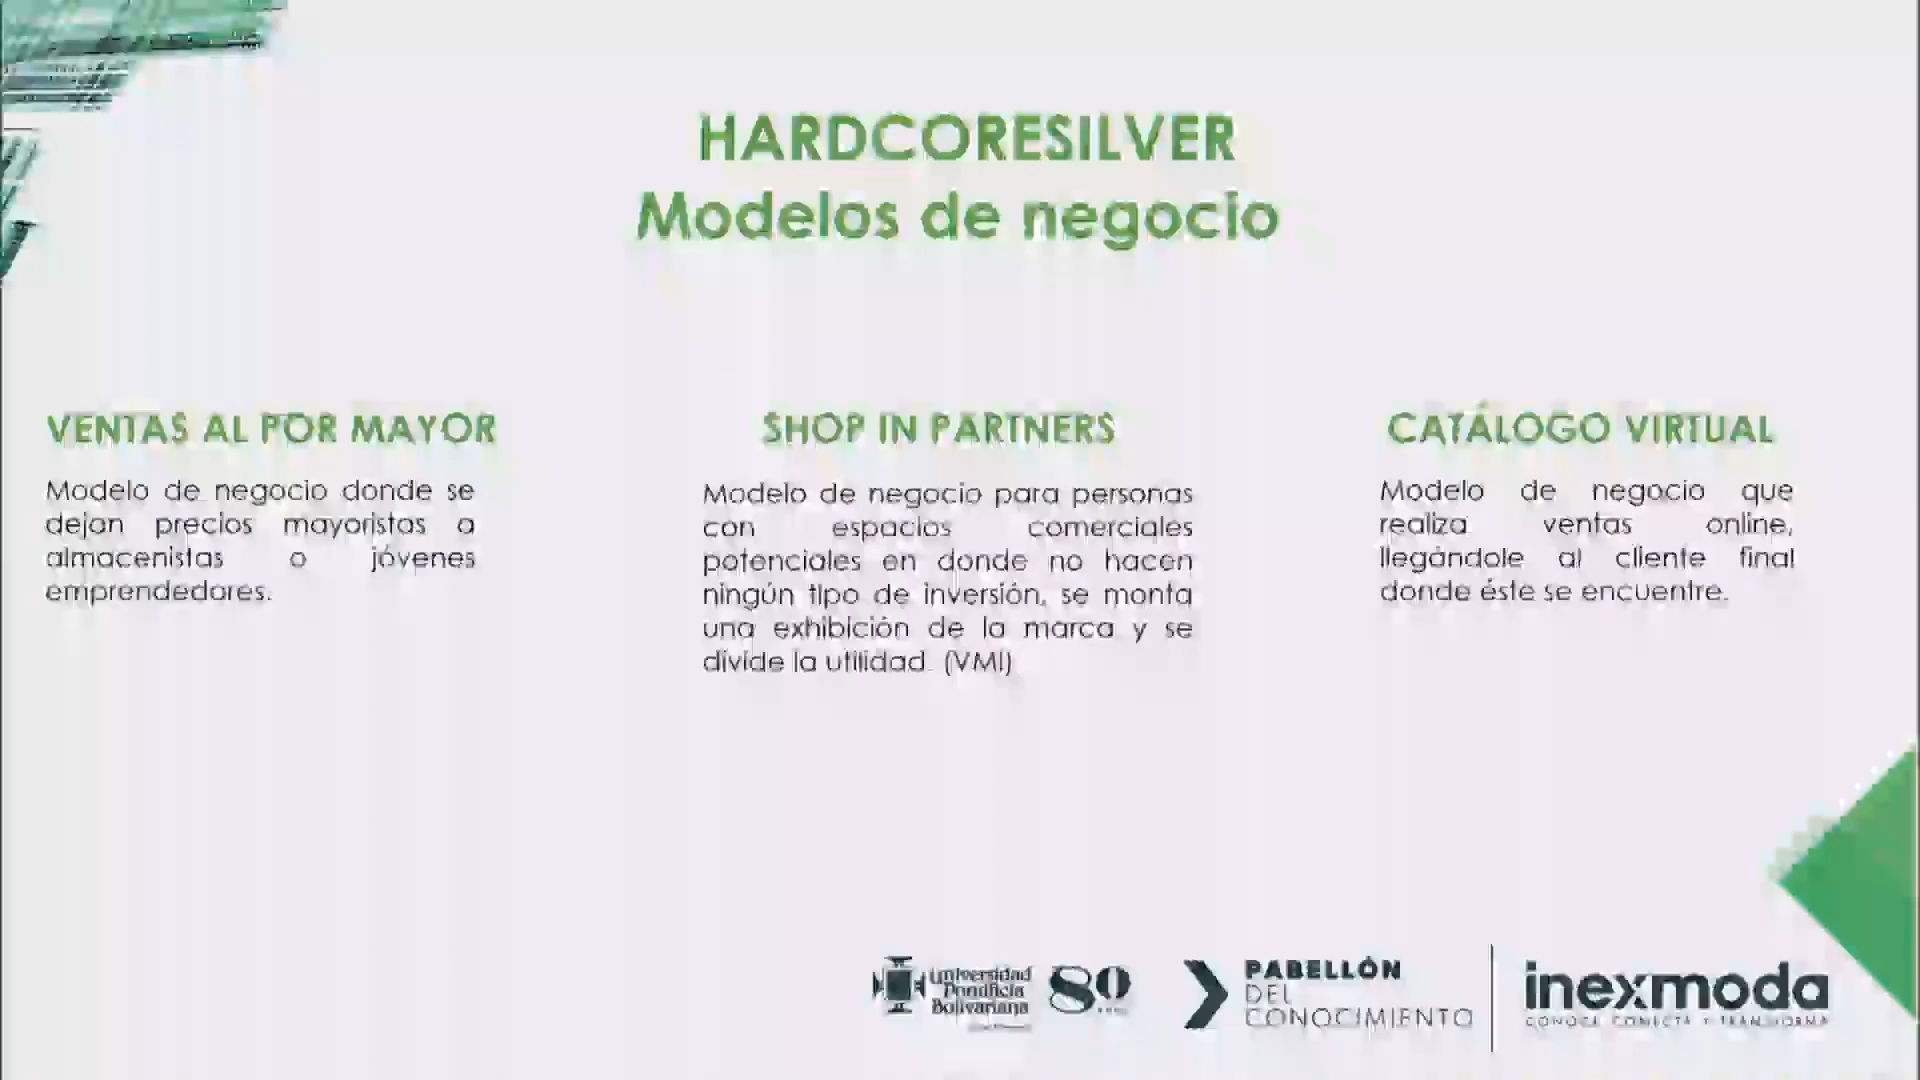 HARDCORESILVER
Modelos de negocio
VENTAS AL POR MAYOR
Modelo de negocio donde se
dejan precios mayoristas a
almacenistas o jóvenes
emprendedores.
SHOP IN PARTNERS
Modelo de negocio para personas
con espacios comerciales
potenciales en donde no hacen
ningún tipo de inversión, se monta
una exhibición de la marca y se
divide la utilidad. (VMI)
CATÁLOGO VIRTUAL
Modelo de negocio que
realiza ventas online,
llegándole al cliente final
donde éste se encuentre.
Universidad
Pontificia
Bolivariana
80
PABELLÓN
DEL
CONOCIMIENTO
inexmoda
CONOCE, CONECTA Y TRANSFORMA